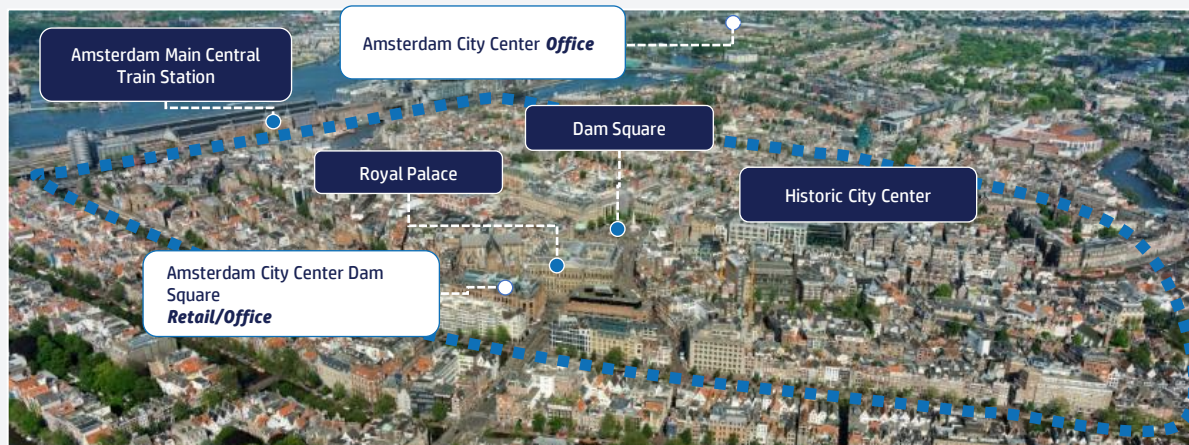 Amsterdam Main Central
Train Station
Amsterdam City Center Office
Dam Square
Royal Palace
Historic City Center
Amsterdam City Center Dam
Square
Retail/Office